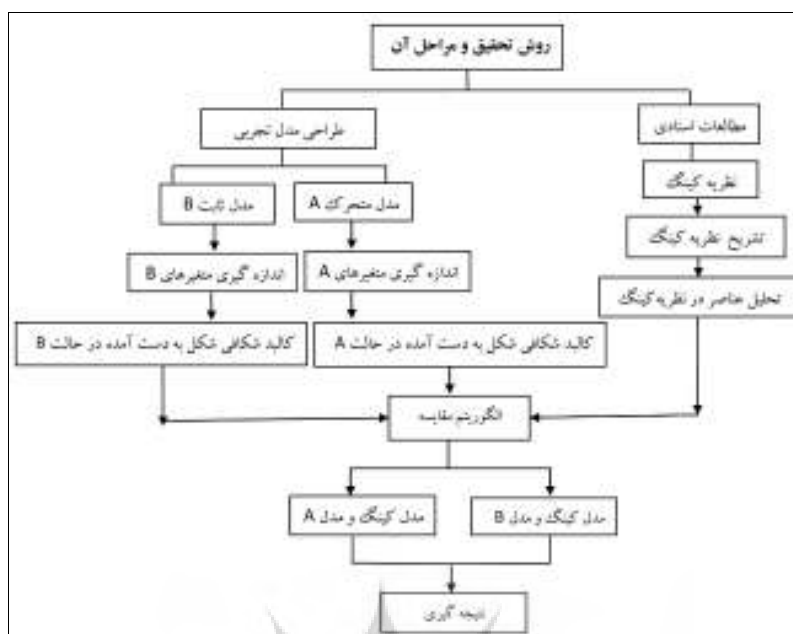 روش تحقیق و مراحل آن
مطالعات اسنادی
طراحی مدل تجربی
نظریه کینگ
مدل متحرک A
مدل ثابت B
تشریح نظریه کینگ
اندازه گیری متغیرهای A
اندازه گیری متغیرهای B
تحلیل عناصر در نظریه کینگ
کالبد شکافی شکل به دست آمده در حالت A
کالبد شکافی شکل به دست آمده در حالت B
الگوریتم مقایسه
مدل کینگ و مدل B
مدل کینگ و مدل A
نتیجه گیری